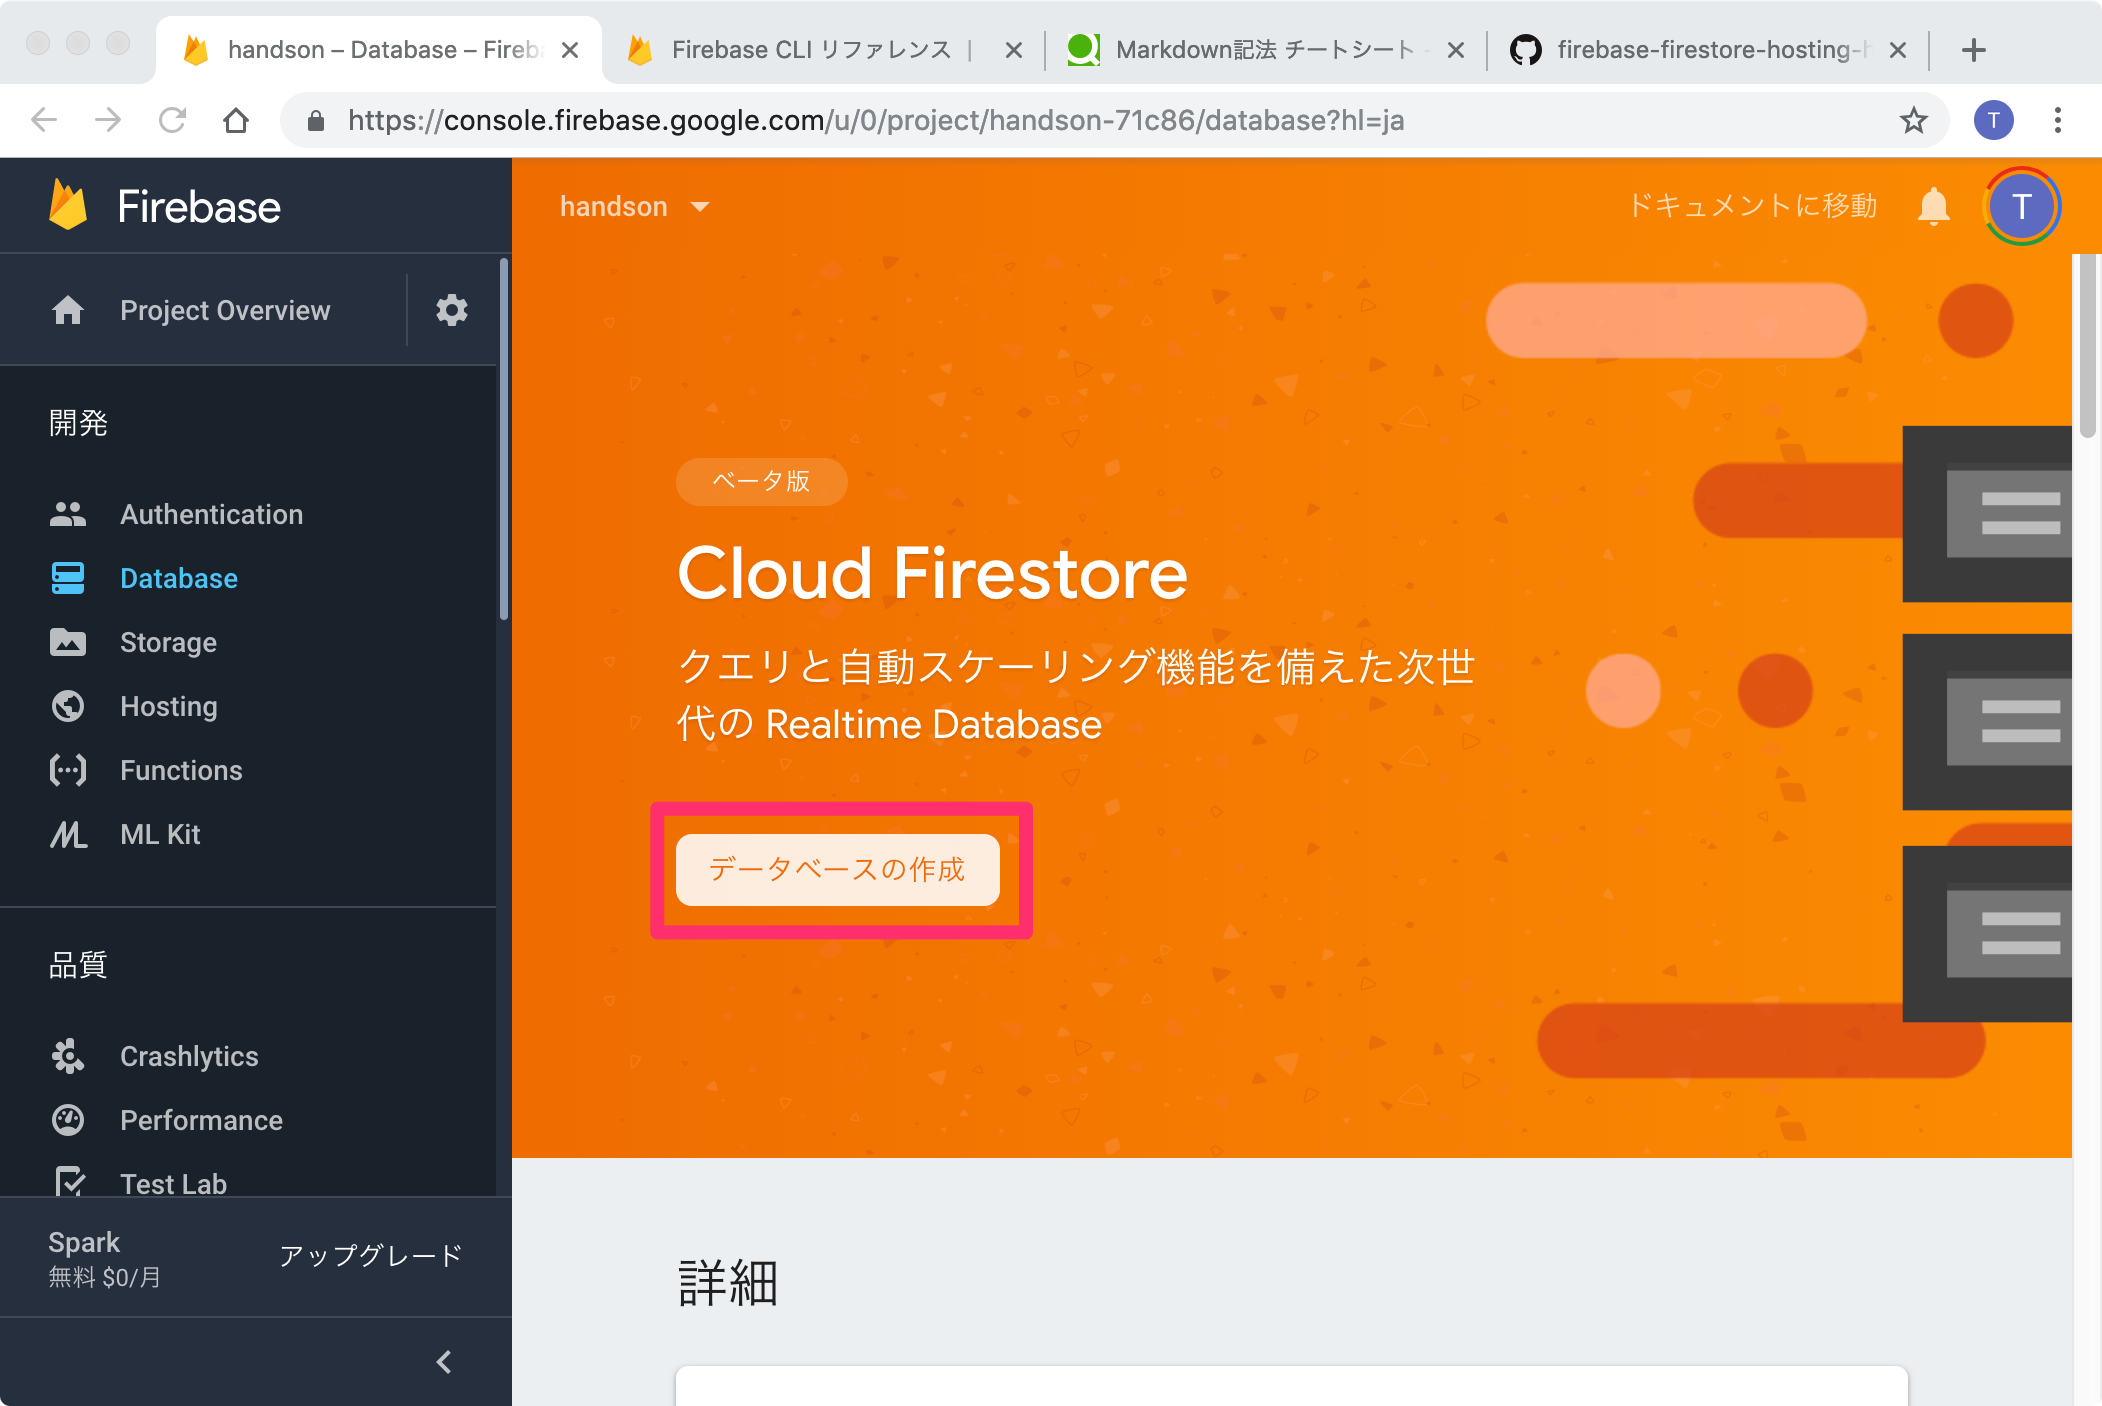 handson – Database – Fireba
Firebase CLI リファレンス |
Markdown記法 チートシート -
firebase-firestore-hosting-h
https://console.firebase.google.com/u/0/project/handson-71c86/database?hl=ja
T
Firebase
handson
ドキュメントに移動
T
Project Overview
開発
Authentication
Database
Storage
Hosting
Functions
ML Kit
品質
Crashlytics
Performance
Test Lab
Spark
無料 $0/月
アップグレード
ベータ版
Cloud Firestore
クエリと自動スケーリング機能を備えた次世
代の Realtime Database
データベースの作成
詳細